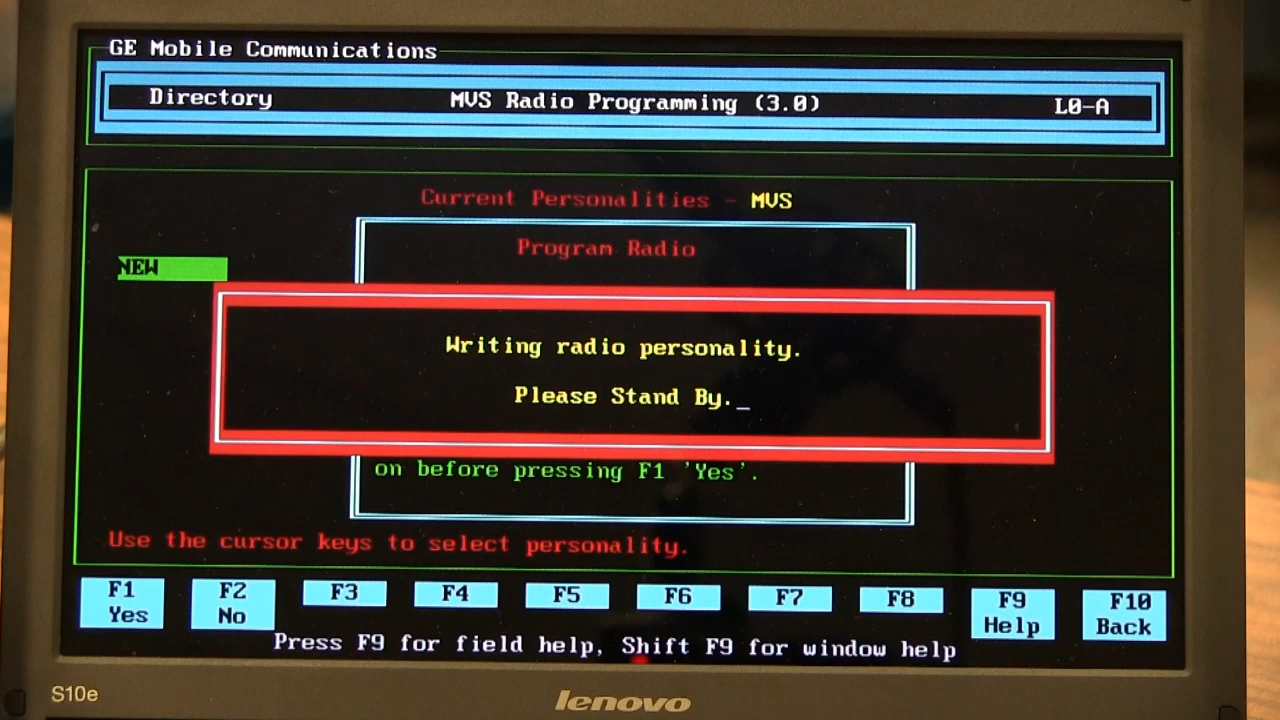 GE Mobile Communications
Directory MVS Radio Programming (3.0) L0-A
Current Personalities - MVS
Program Radio
NEW
Writing radio personality.
Please Stand By._
on before pressing F1 'Yes'.
Use the cursor keys to select personality.
F1 F2 F3 F4 F5 F6 F7 F8 F9 F10
Yes No Help Back
Press F9 for field help, Shift F9 for window help
S10e lenovo